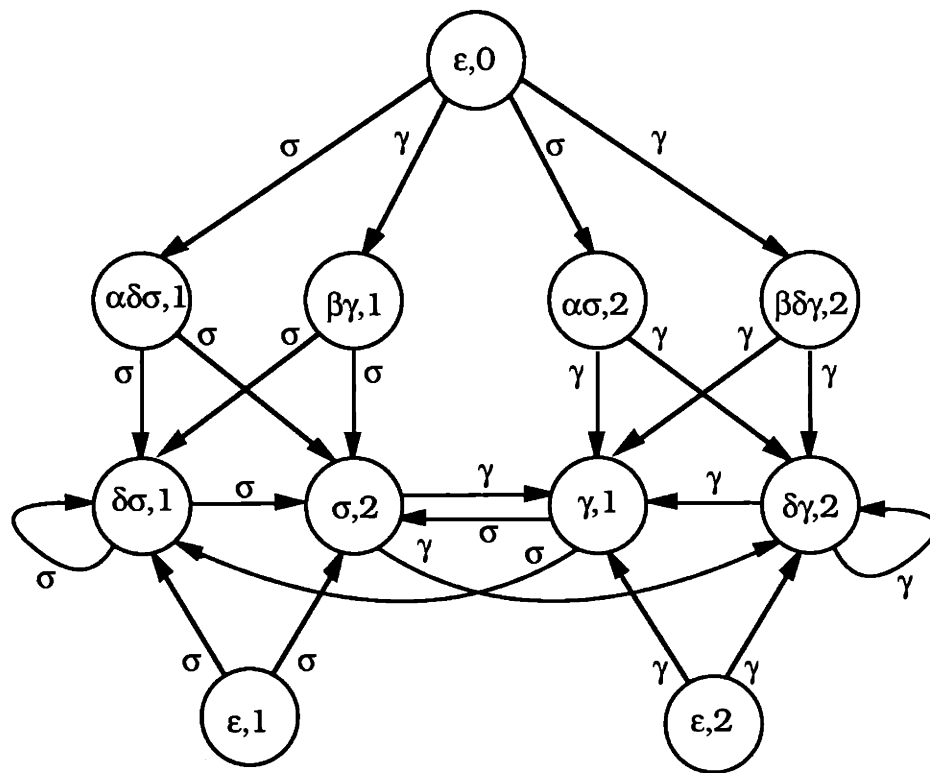 ε,0
σ γ σ γ
αδσ,1 βγ,1 ασ,2 βδγ,2
σ σ γ γ
σ σ γ γ
δσ,1 σ σ,2 γ γ,1 γ δγ,2
σ
γ σ
σ γ
σ σ γ γ
ε,1 ε,2